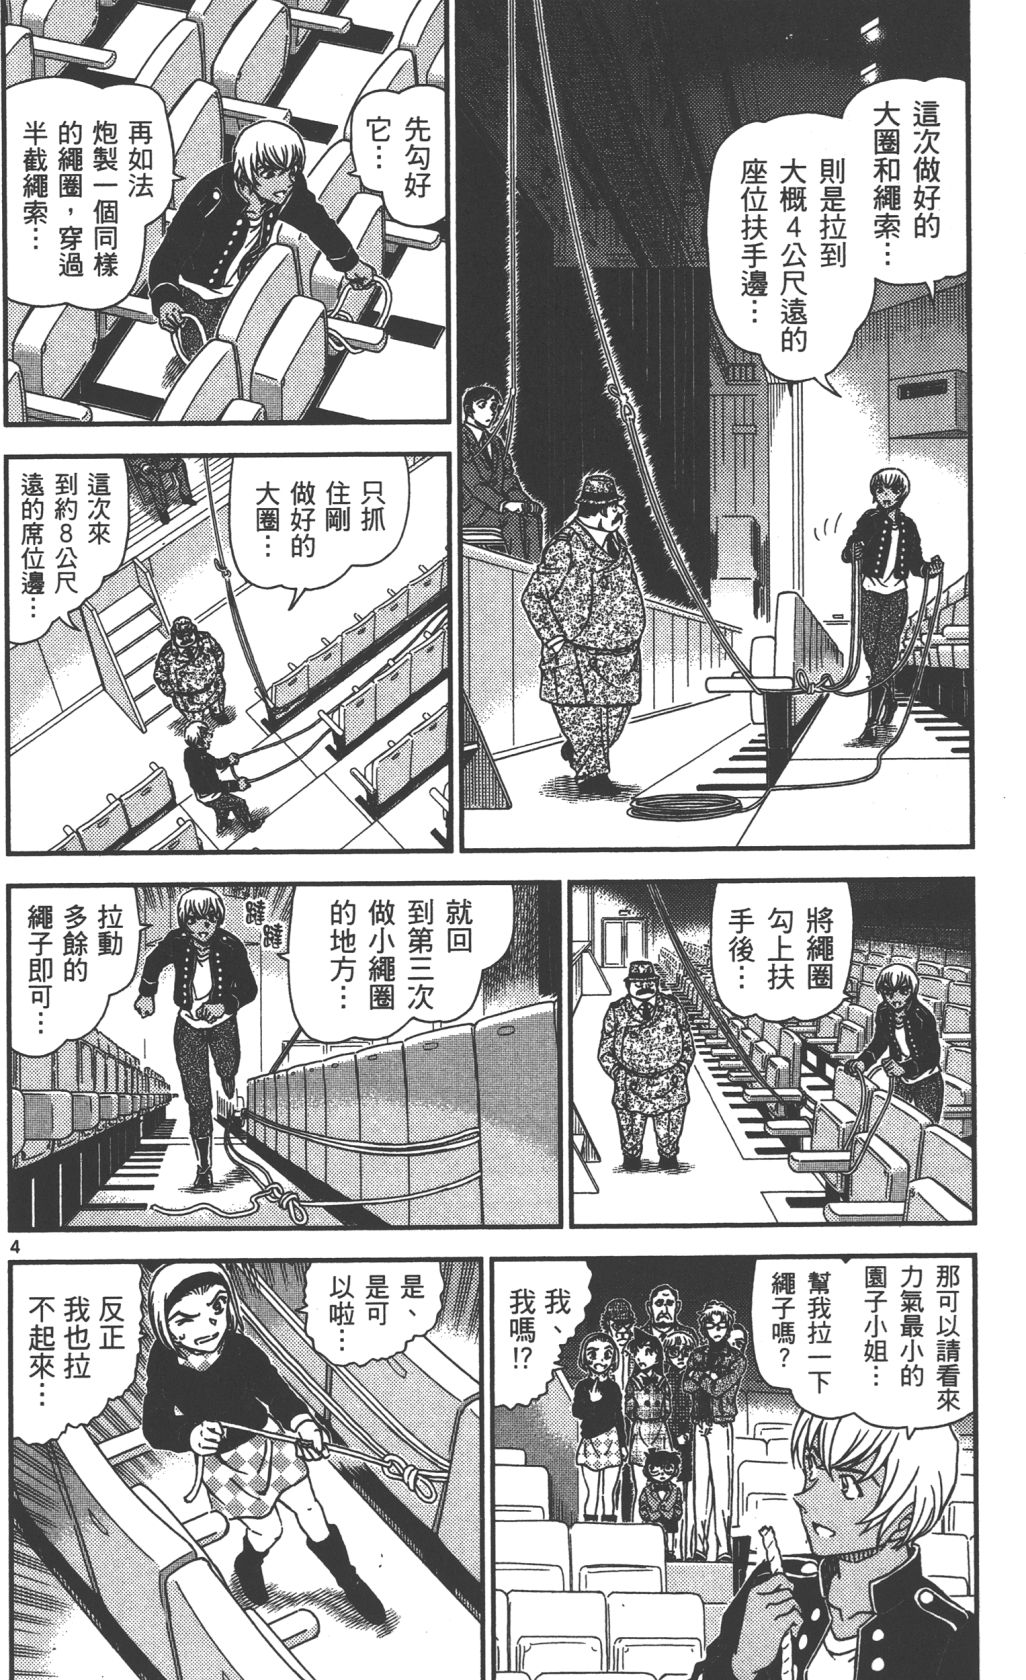 這次做好的
大圈和繩索…
則是拉到
大概4公尺遠的
座位扶手邊…
先勾好
它…
再如法
炮製一個同樣
的繩圈，穿過
半截繩索…
只抓
住剛
做好的
大圈…
這次來
到約8公尺
遠的席位邊…
將繩圈
勾上扶
手後…
就回
到第三次
做小繩圈
的地方…
躂
躂
拉動
多餘的
繩子即可…
4
那可以請看來
力氣最小的
園子小姐…
幫我拉一下
繩子嗎？
我、
我嗎!?
是、
是可
以啦…
反正
我也拉
不起來…